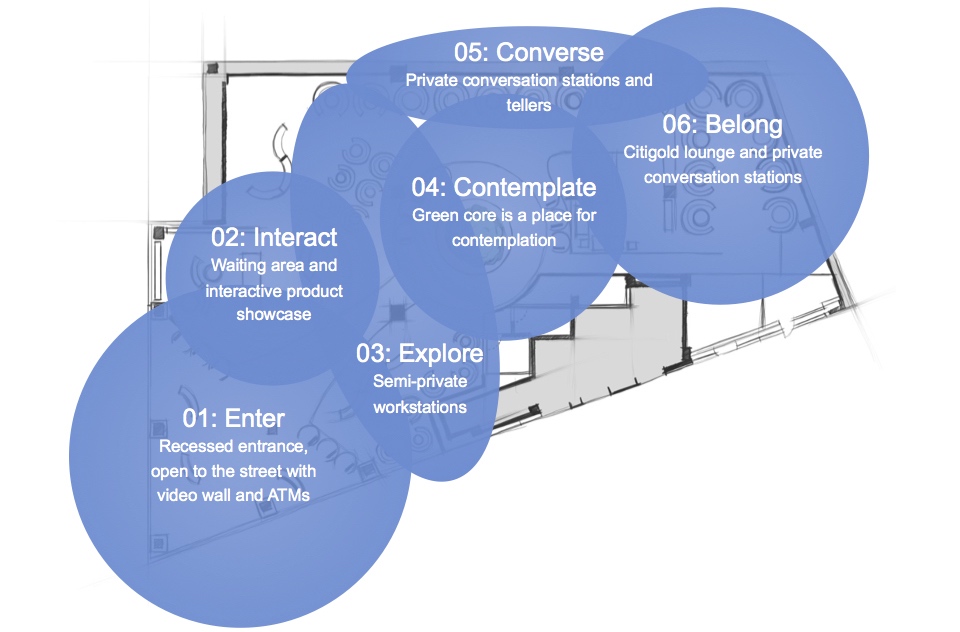 05: Converse
Private conversation stations and
tellers
06: Belong
Citigold lounge and private
conversation stations
04: Contemplate
Green core is a place for
contemplation
02: Interact
Waiting area and
interactive product
showcase
03: Explore
Semi-private
workstations
01: Enter
Recessed entrance,
open to the street with
video wall and ATMs